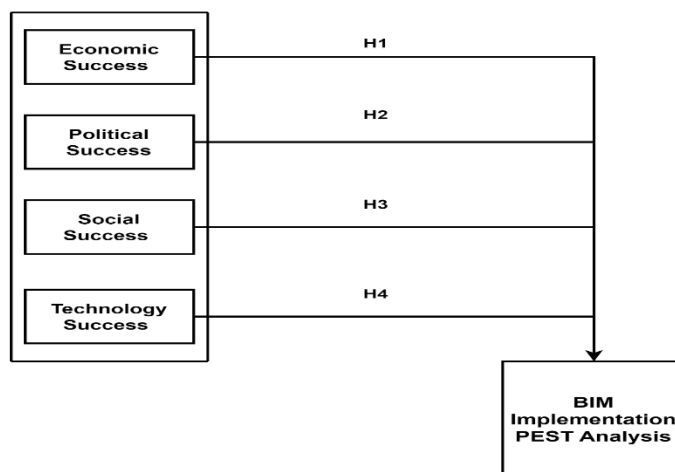 Economic
Success
H1
Political
Success
H2
Social
Success
H3
Technology
Success
H4
BIM
Implementation
PEST Analysis